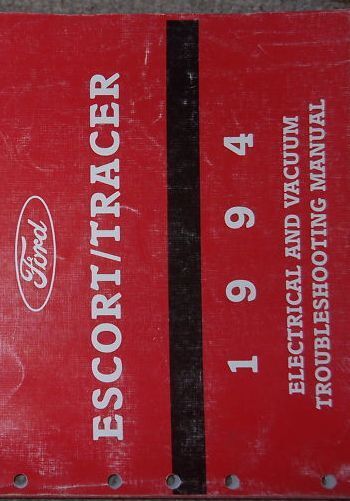 Ford
ESCORT/TRACER
1994
ELECTRICAL AND VACUUM
TROUBLESHOOTING MANUAL